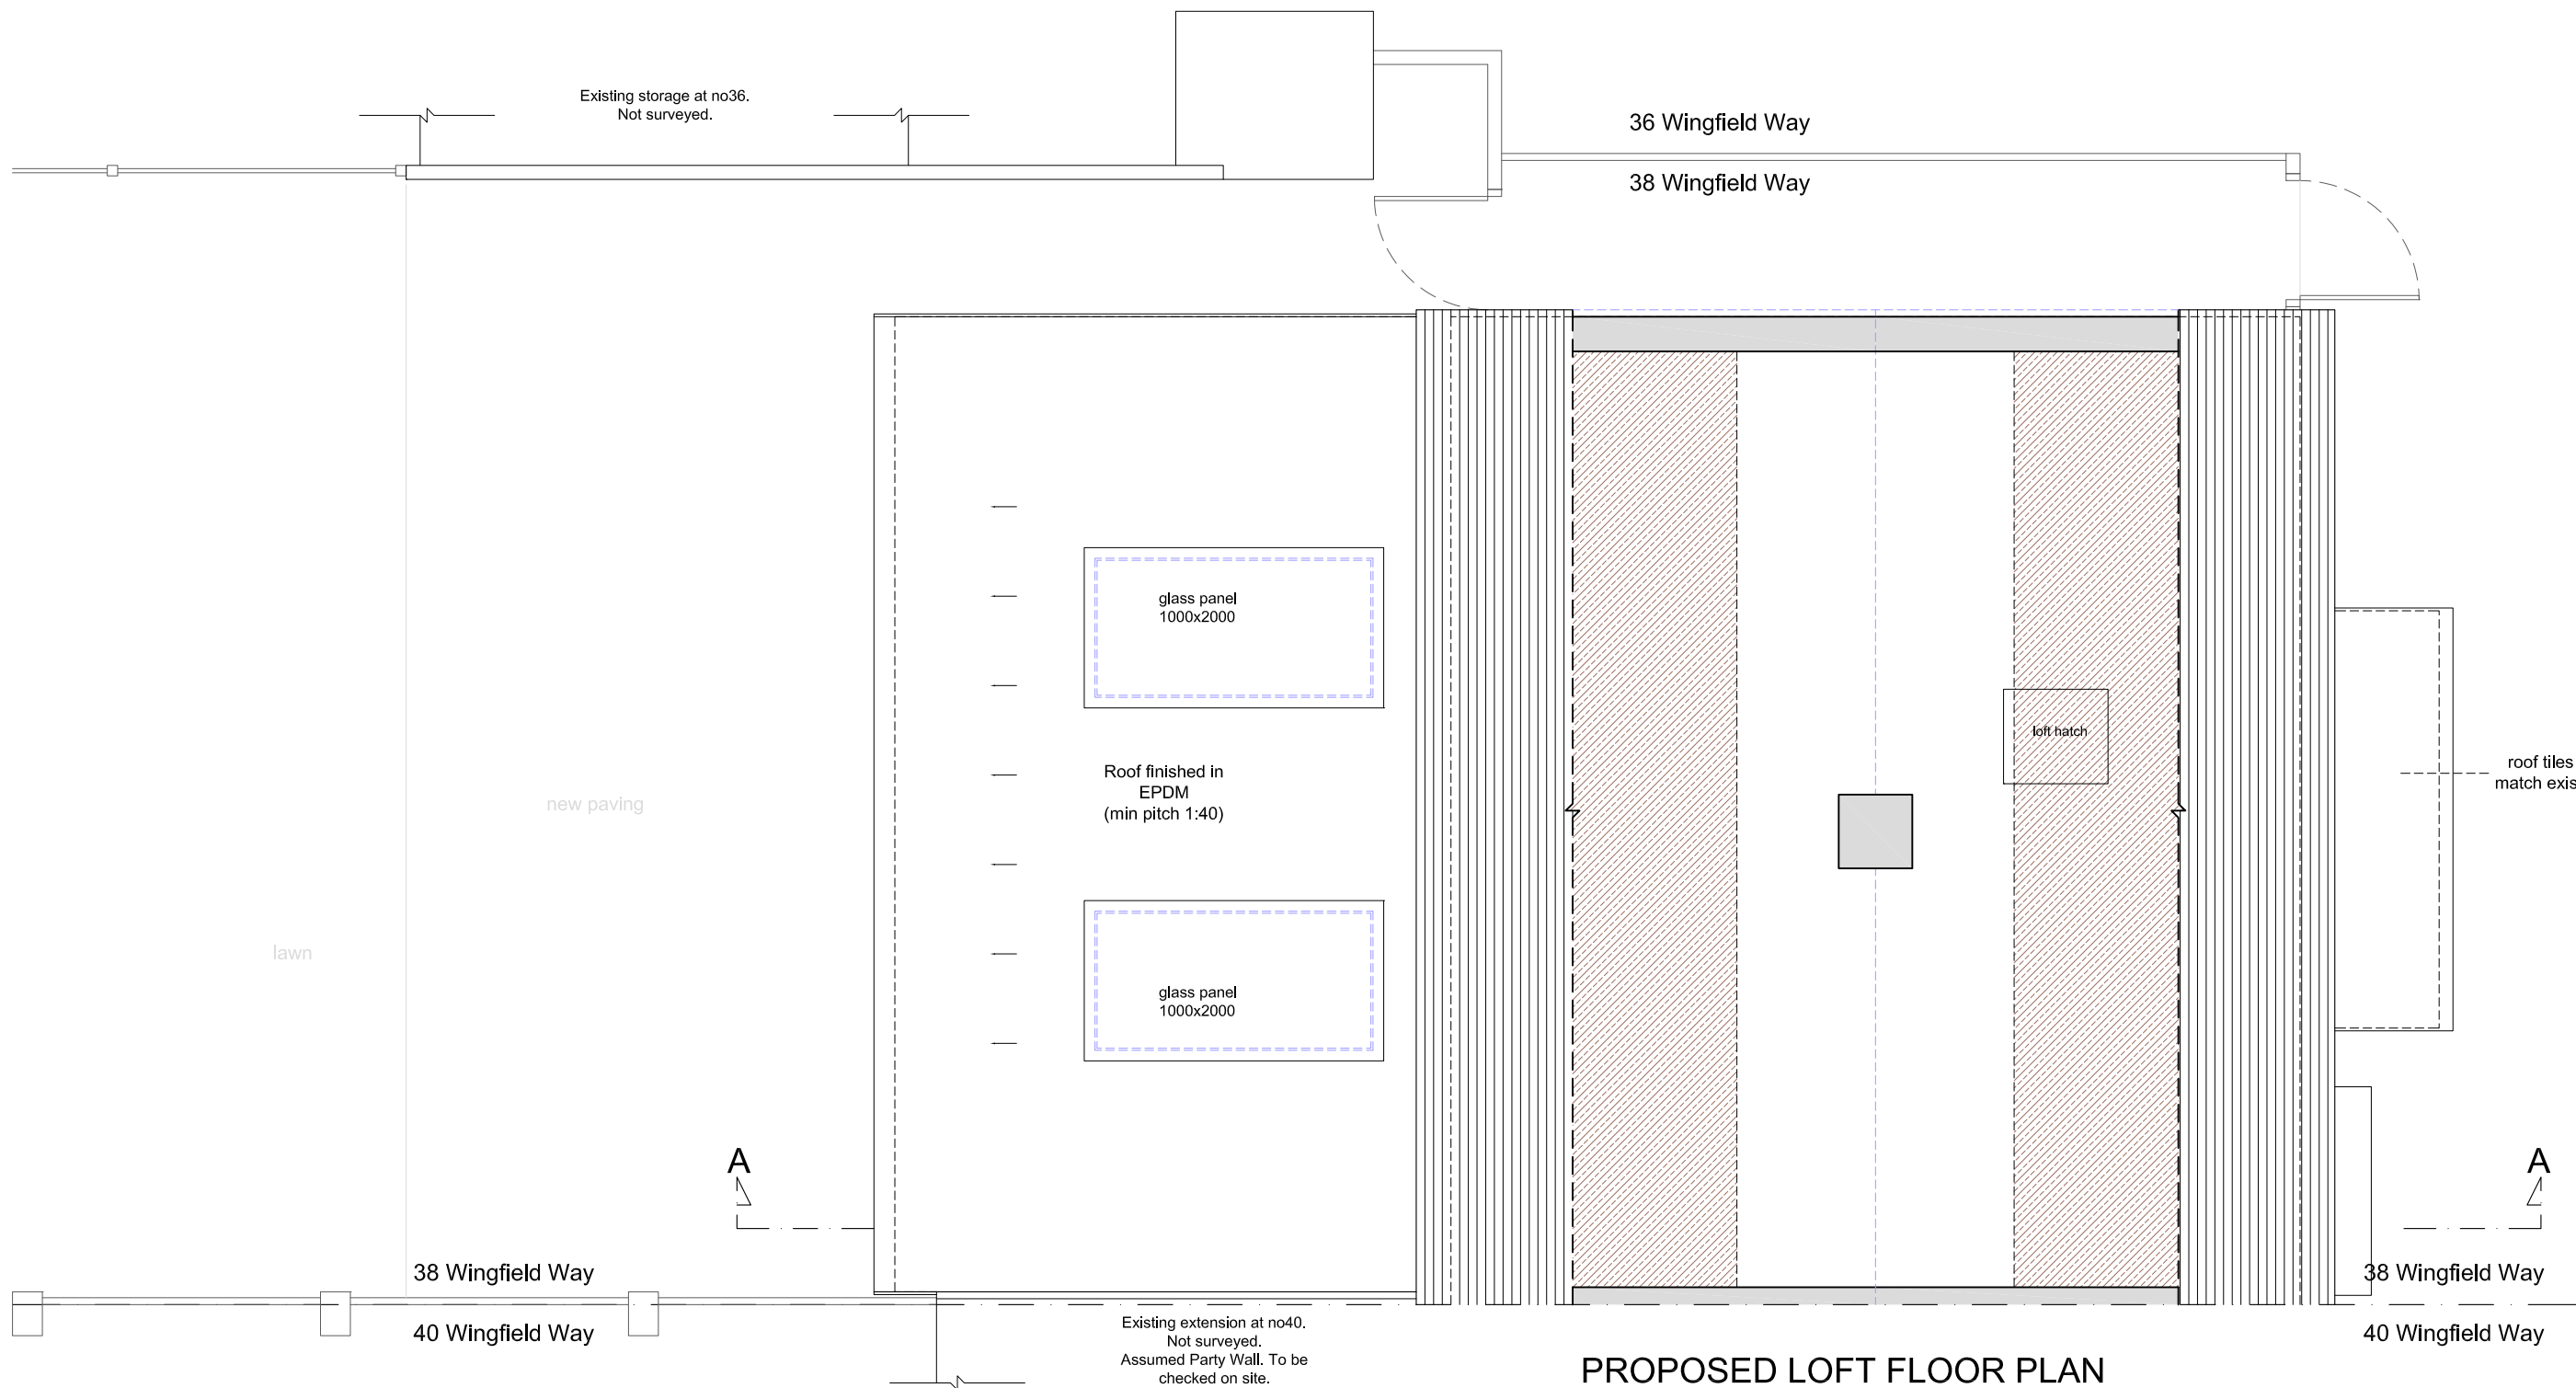 Existing storage at no36.
Not surveyed.
36 Wingfield Way
38 Wingfield Way
glass panel
1000x2000
loft hatch
roof tiles
match exis
Roof finished in
EPDM
(min pitch 1:40)
new paving
lawn
glass panel
1000x2000
A
A
38 Wingfield Way
38 Wingfield Way
40 Wingfield Way
40 Wingfield Way
Existing extension at no40.
Not surveyed.
Assumed Party Wall. To be
checked on site.
PROPOSED LOFT FLOOR PLAN